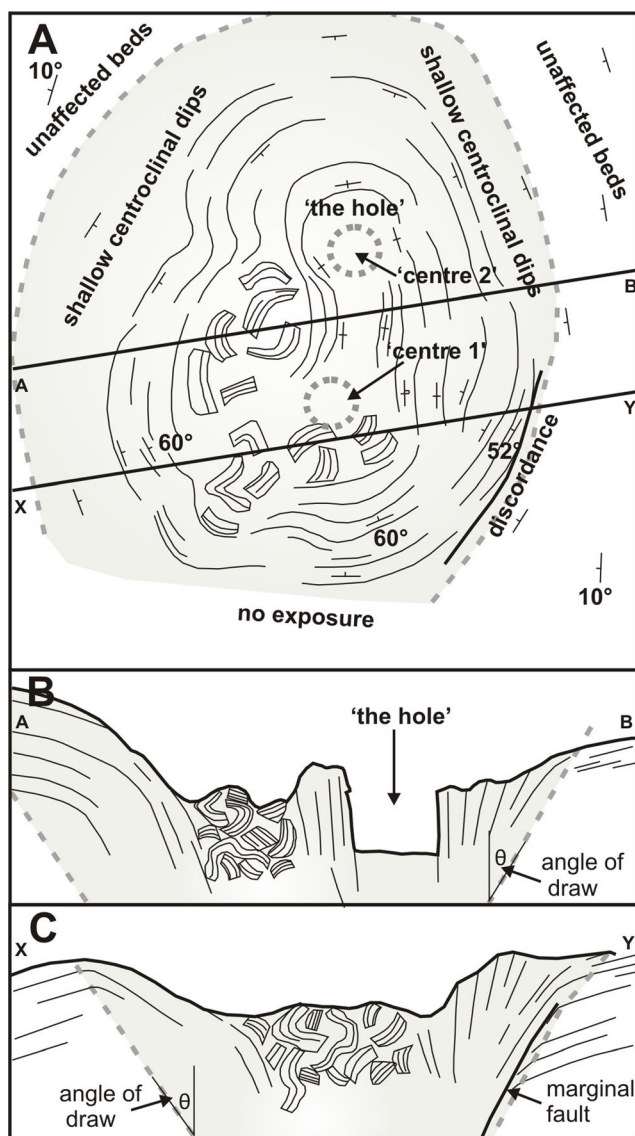 A
10°
unaffected beds
shallow centroclinal dips
shallow centroclinal dips
unaffected beds
'the hole'
'centre 2'
B
'centre 1'
A
Y
60°
52°
X
discordance
60°
10°
no exposure
B
A
'the hole'
B
θ
angle of
draw
C
X
Y
angle of
draw
θ
marginal
fault